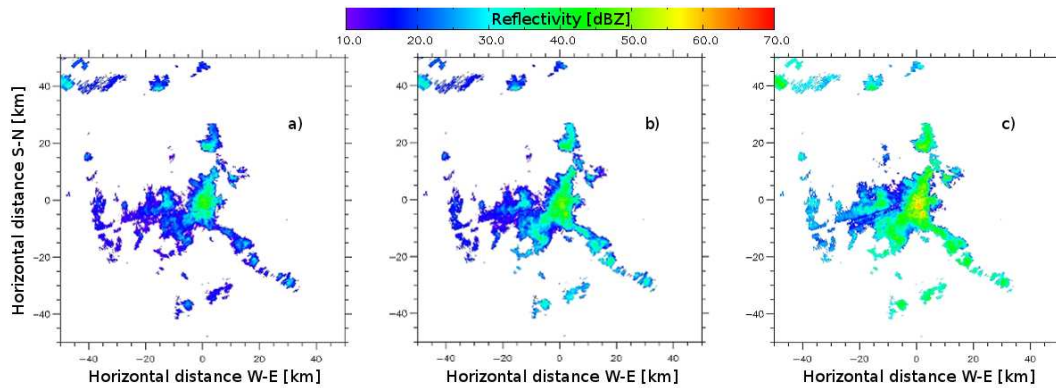 Reflectivity [dBZ]
10.0 20.0 30.0 40.0 50.0 60.0 70.0
a) b) c)
Horizontal distance S-N [km]
40 40 40
20 20 20
0 0 0
−20 −20 −20
−40 −40 −40
−40 −20 0 20 40 −40 −20 0 20 40 −40 −20 0 20 40
Horizontal distance W-E [km] Horizontal distance W-E [km] Horizontal distance W-E [km]